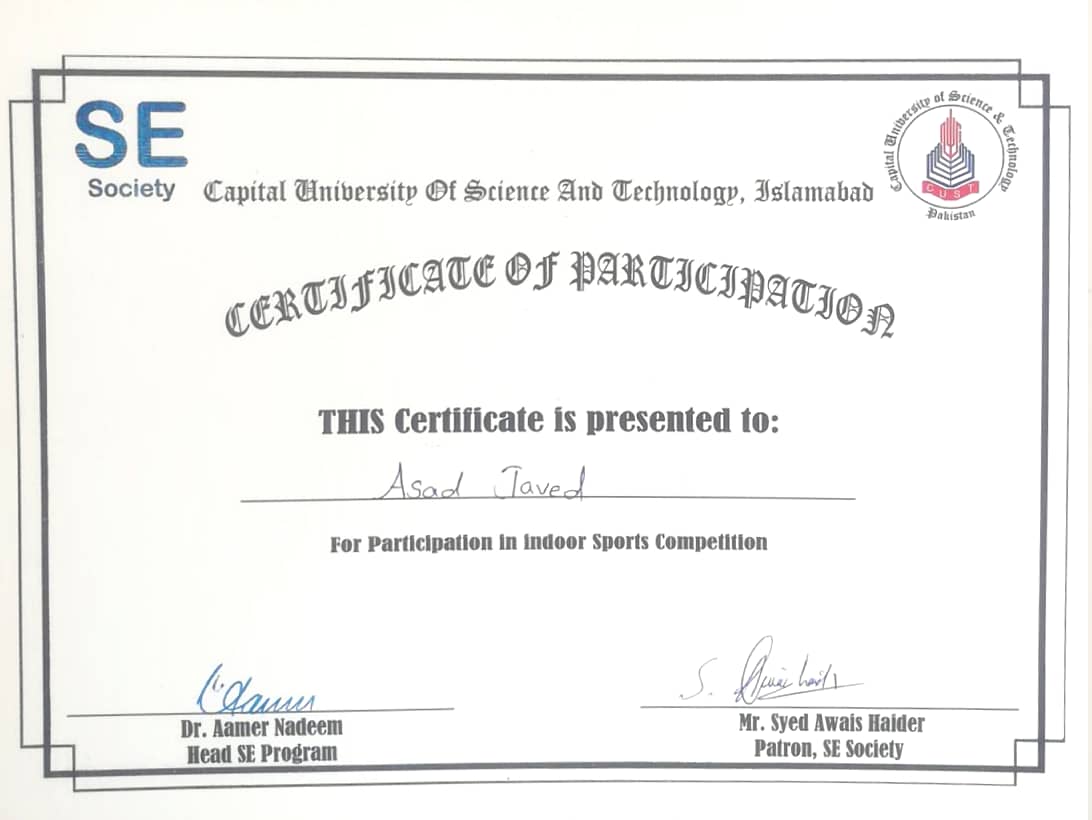 SE
Society
Capital University of Science & Technology
CUST
Pakistan
Capital University Of Science And Technology, Islamabad
CERTIFICATE OF PARTICIPATION
THIS Certificate is presented to:
Asad Javed
For Participation in indoor Sports Competition
S. Awais haider
Dr. Aamer Nadeem
Mr. Syed Awais Haider
Head SE Program
Patron, SE Society